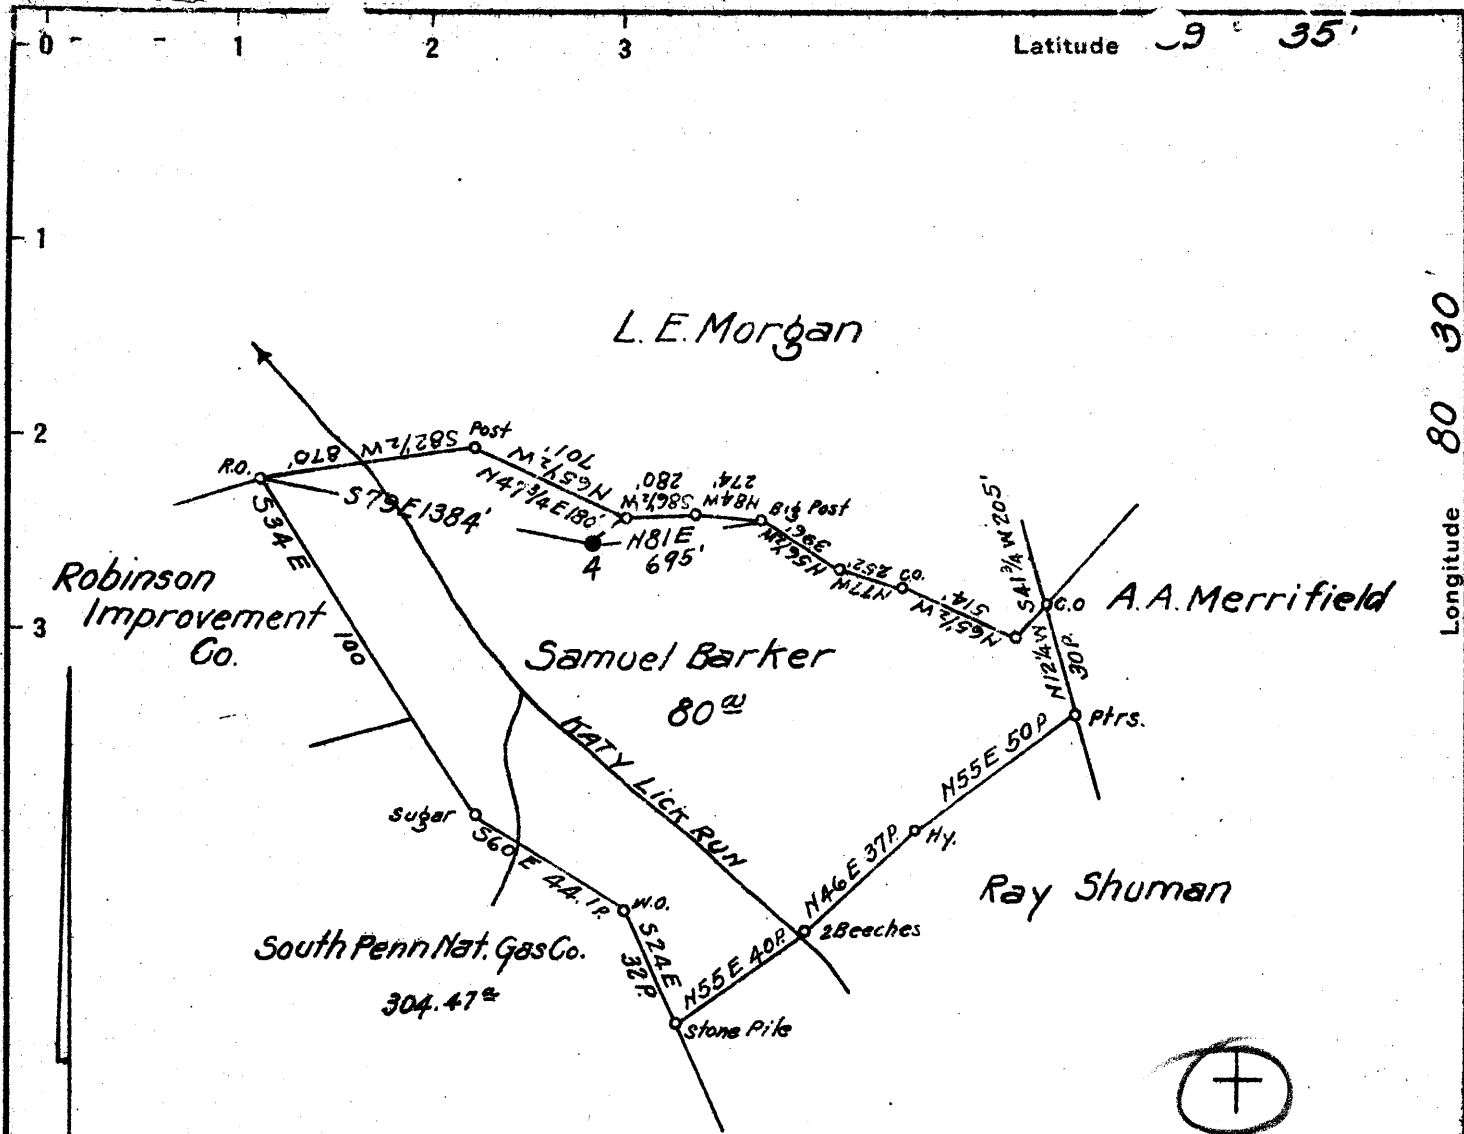 0 1 2 3
Latitude 9° 35'
1
2
3
Longitude 80 30'
L. E. Morgan
R.O.
S82½W 870'
Post
N65½W 701'
S79E 1384'
N47¾E 180'
S86½W 280'
N84W 274'
Big Post
4
N81E 695'
N56½W 396'
N77W 252'
C.O.
N65½W 514'
S41¾W 205'
C.O
A.A. Merrifield
S34E 100
Robinson
Improvement
Co.
Samuel Barker
80 a
N12¼W 30P.
Ptrs.
KATY LICK RUN
N55E 50P
Sugar
S60E 44.1P.
Hy.
N46E 37P.
Ray Shuman
W.O.
S24E 32P.
2Beeches
N55E 40P.
South Penn Nat. Gas Co.
304.47 a
Stone Pile